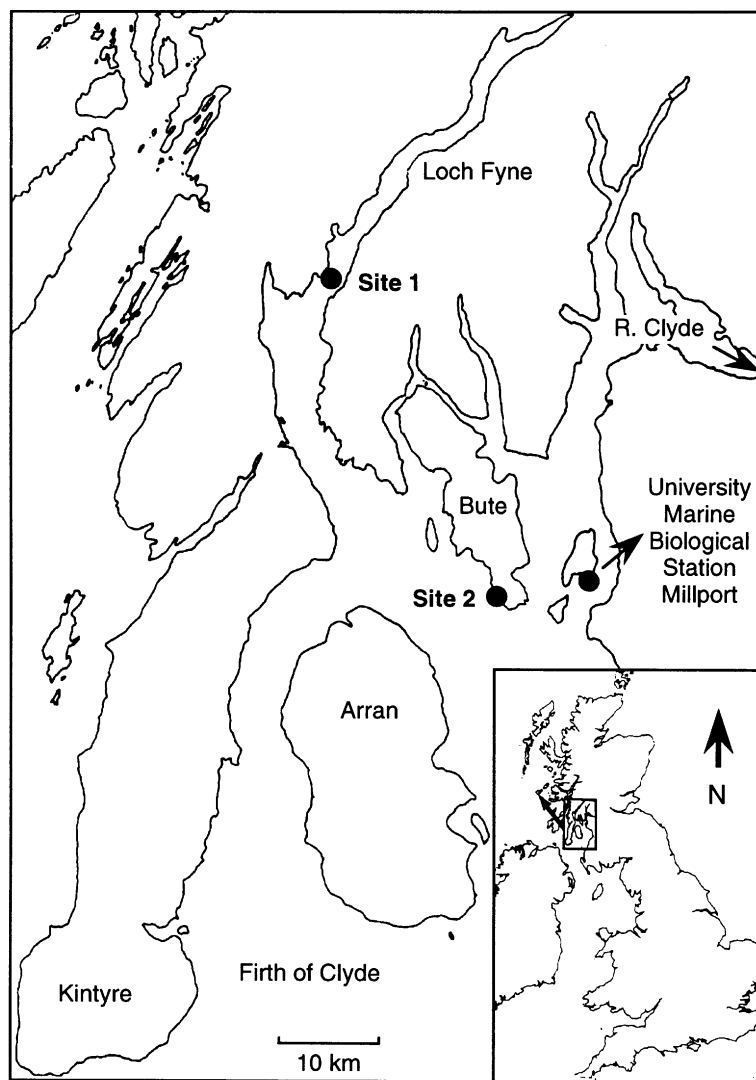 Loch Fyne
Site 1
R. Clyde
University
Marine
Biological
Station
Millport
Bute
Site 2
Arran
N
Kintyre
Firth of Clyde
10 km